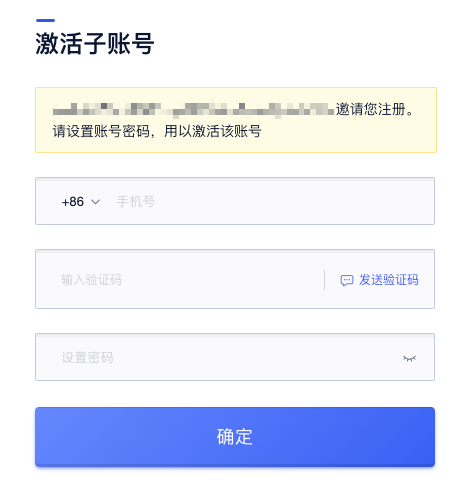 激活子账号
邀请您注册。
请设置账号密码，用以激活该账号
+86 手机号
输入验证码 发送验证码
设置密码
确定